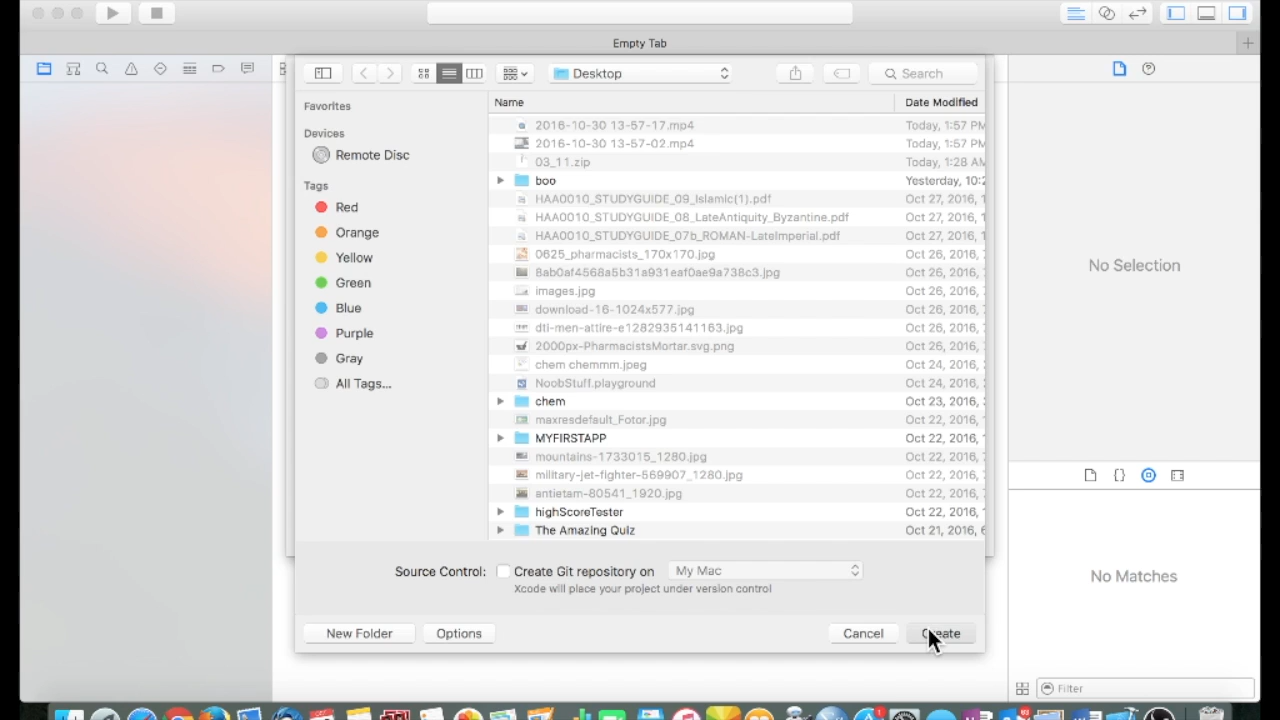 Empty Tab
Desktop
Search
Favorites
Name
Date Modified
Devices
Remote Disc
Tags
Red
Orange
Yellow
Green
Blue
Purple
Gray
All Tags...
2016-10-30 13-57-17.mp4 Today, 1:57 PM
2016-10-30 13-57-02.mp4 Today, 1:57 PM
03_11.zip Today, 1:28 AM
boo Yesterday, 10:2
HAA0010_STUDYGUIDE_09_Islamic(1).pdf Oct 27, 2016, 1
HAA0010_STUDYGUIDE_08_LateAntiquity_Byzantine.pdf Oct 27, 2016, 1
HAA0010_STUDYGUIDE_07b_ROMAN-LateImperial.pdf Oct 27, 2016, 1
0625_pharmacists_170x170.jpg Oct 26, 2016,
8ab0af4568a5b31a931eaf0ae9a738c3.jpg Oct 26, 2016,
images.jpg Oct 26, 2016,
download-16-1024x577.jpg Oct 26, 2016,
dti-men-attire-e1282935141163.jpg Oct 26, 2016,
2000px-PharmacistsMortar.svg.png Oct 26, 2016,
chem chemmm.jpeg Oct 24, 2016,
NoobStuff.playground Oct 24, 2016,
chem Oct 23, 2016,
maxresdefault_Fotor.jpg Oct 22, 2016,
MYFIRSTAPP Oct 22, 2016,
mountains-1733015_1280.jpg Oct 22, 2016,
military-jet-fighter-569907_1280.jpg Oct 22, 2016,
antietam-80541_1920.jpg Oct 22, 2016,
highScoreTester Oct 22, 2016,
The Amazing Quiz Oct 21, 2016, 6
Source Control: Create Git repository on My Mac
Xcode will place your project under version control
New Folder Options Cancel Create
No Selection
No Matches
Filter